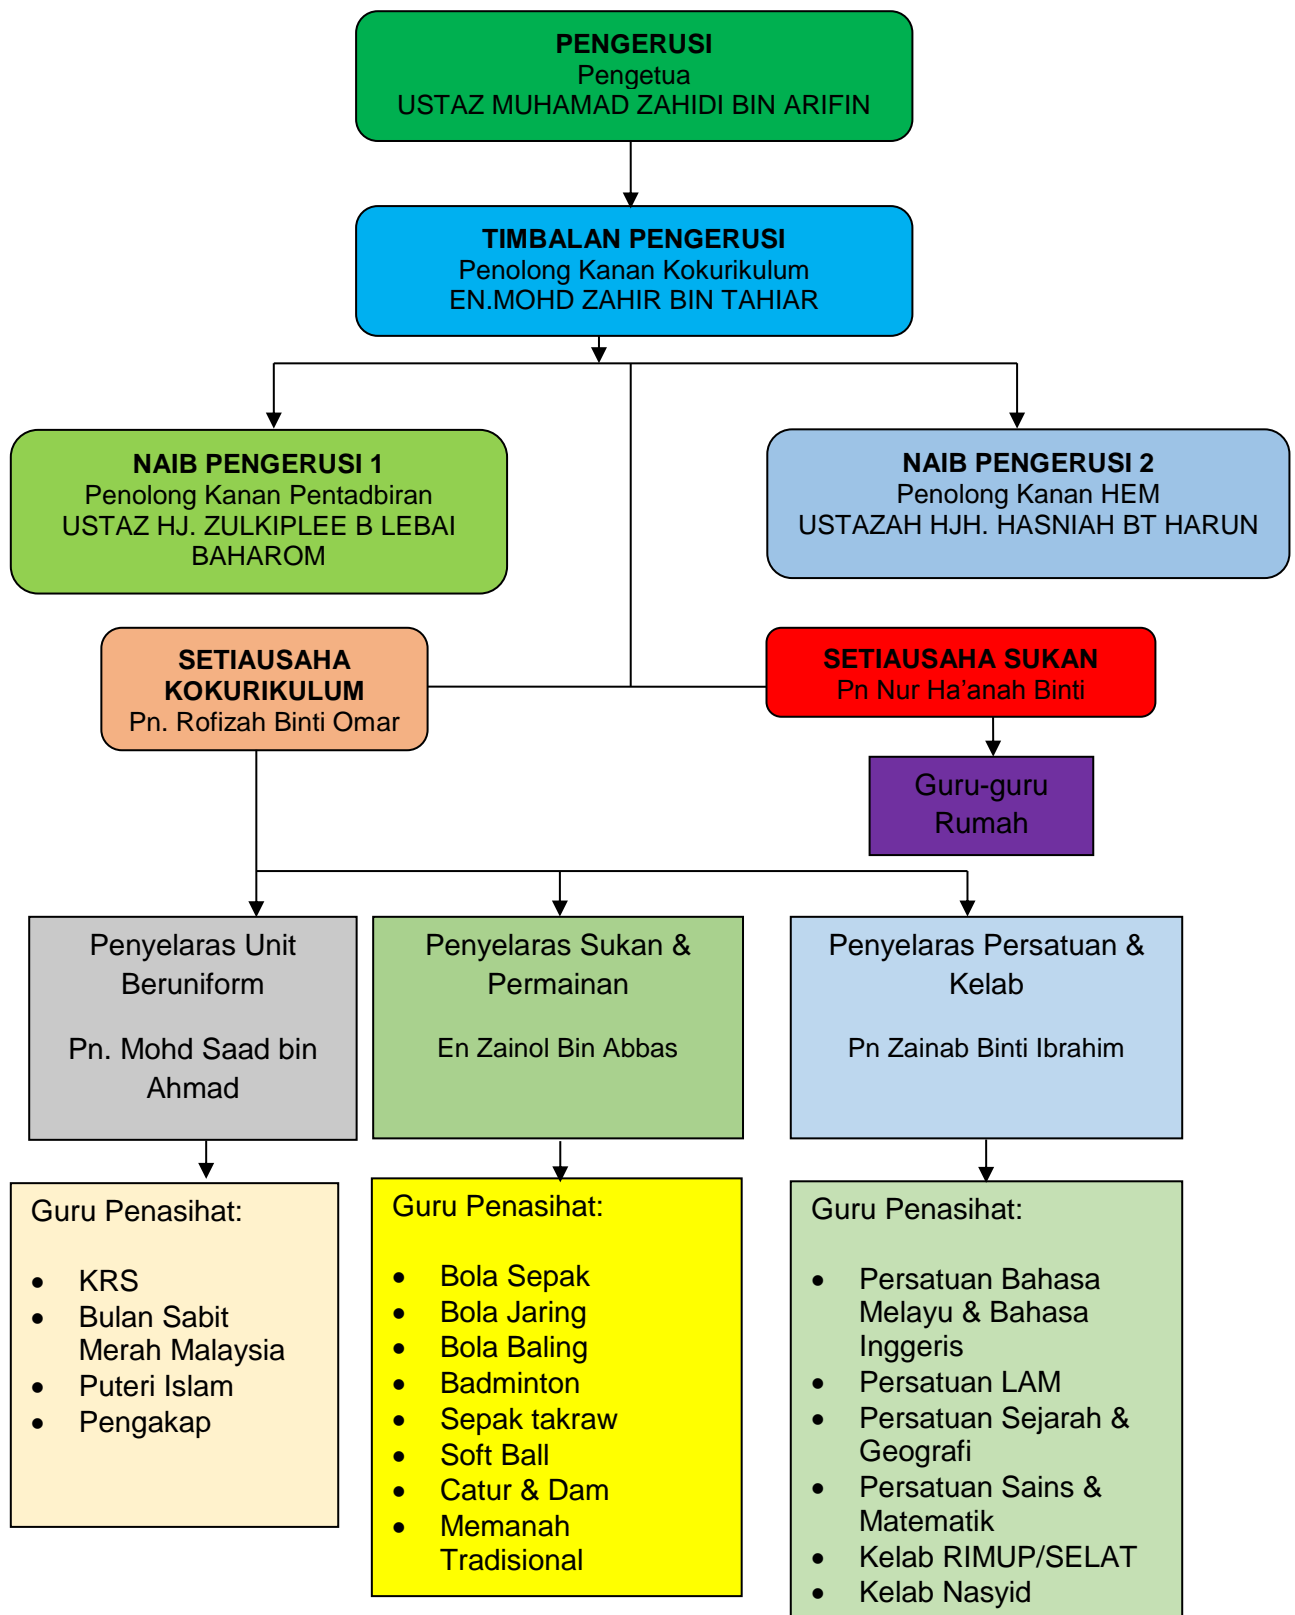 PENGERUSI
Pengetua
USTAZ MUHAMAD ZAHIDI BIN ARIFIN
TIMBALAN PENGERUSI
Penolong Kanan Kokurikulum
EN.MOHD ZAHIR BIN TAHIAR
NAIB PENGERUSI 1
Penolong Kanan Pentadbiran
USTAZ HJ. ZULKIPLEE B LEBAI
BAHAROM
NAIB PENGERUSI 2
Penolong Kanan HEM
USTAZAH HJH. HASNIAH BT HARUN
SETIAUSAHA
KOKURIKULUM
Pn. Rofizah Binti Omar
SETIAUSAHA SUKAN
Pn Nur Ha’anah Binti
Guru-guru
Rumah
Penyelaras Unit
Beruniform
Pn. Mohd Saad bin
Ahmad
Penyelaras Sukan &
Permainan
En Zainol Bin Abbas
Penyelaras Persatuan &
Kelab
Pn Zainab Binti Ibrahim
Guru Penasihat:
• KRS
• Bulan Sabit
Merah Malaysia
• Puteri Islam
• Pengakap
Guru Penasihat:
• Bola Sepak
• Bola Jaring
• Bola Baling
• Badminton
• Sepak takraw
• Soft Ball
• Catur & Dam
• Memanah
Tradisional
Guru Penasihat:
• Persatuan Bahasa
Melayu & Bahasa
Inggeris
• Persatuan LAM
• Persatuan Sejarah &
Geografi
• Persatuan Sains &
Matematik
• Kelab RIMUP/SELAT
• Kelab Nasyid